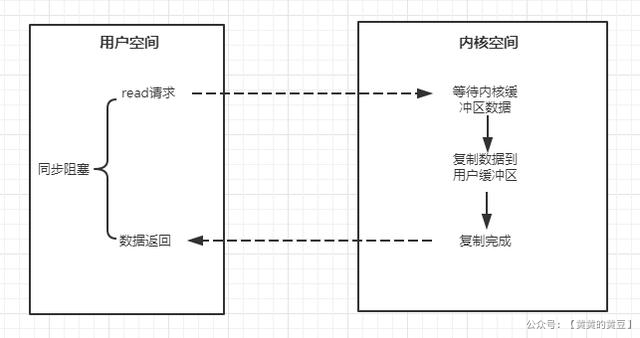 用户空间
read请求
同步阻塞
数据返回
内核空间
等待内核缓
冲区数据
复制数据到
用户缓冲区
复制完成
公众号：【黄黄的黄豆】